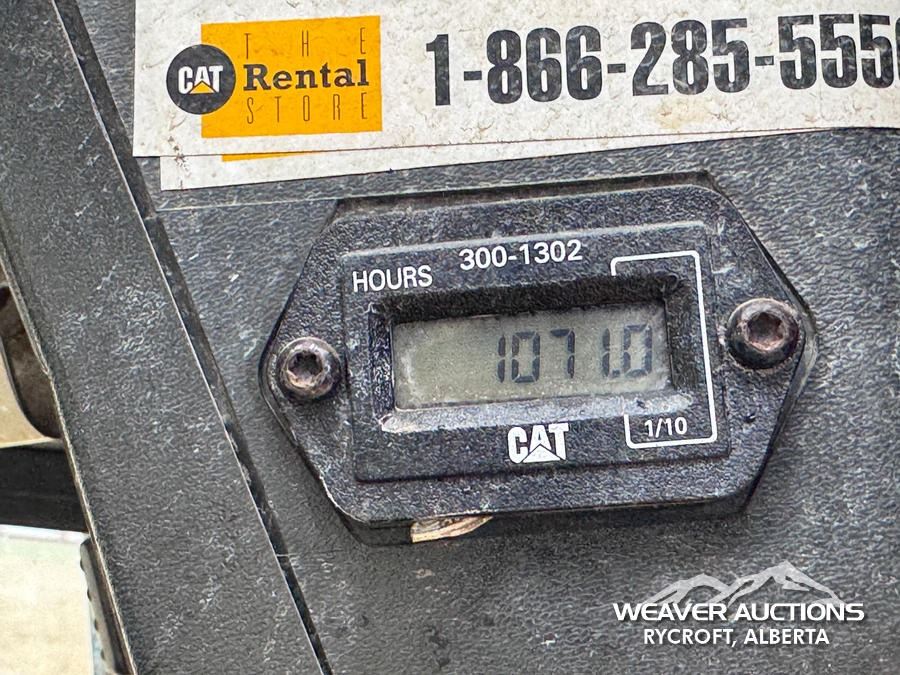 THE
CAT Rental
STORE
1-866-285-5550
HOURS 300-1302
1071.0
1/10
CAT
WEAVER AUCTIONS
RYCROFT, ALBERTA